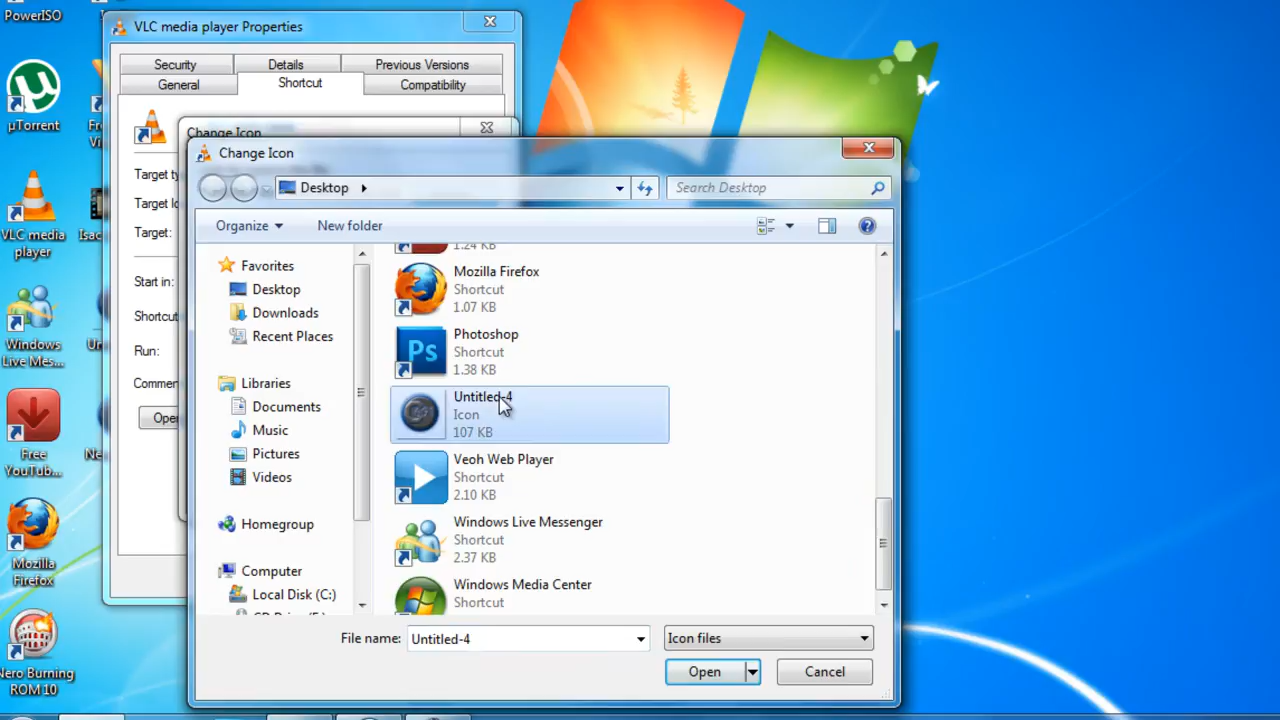 PowerISO
µTorrent
VLC media
player
Windows
Live Mes...
Free
YouTub...
Mozilla
Firefox
Nero Burning
ROM 10
VLC media player Properties
Security
Details
Previous Versions
General
Shortcut
Compatibility
Target ty
Target lo
Target:
Start in:
Shortcut
Run:
Commen
Open
Change Icon
Change Icon
Desktop
Search Desktop
Organize
New folder
Favorites
Desktop
Downloads
Recent Places
Libraries
Documents
Music
Pictures
Videos
Homegroup
Computer
Local Disk (C:)
1.24 KB
Mozilla Firefox
Shortcut
1.07 KB
Photoshop
Shortcut
1.38 KB
Untitled-4
Icon
107 KB
Veoh Web Player
Shortcut
2.10 KB
Windows Live Messenger
Shortcut
2.37 KB
Windows Media Center
Shortcut
File name:
Untitled-4
Icon files
Open
Cancel